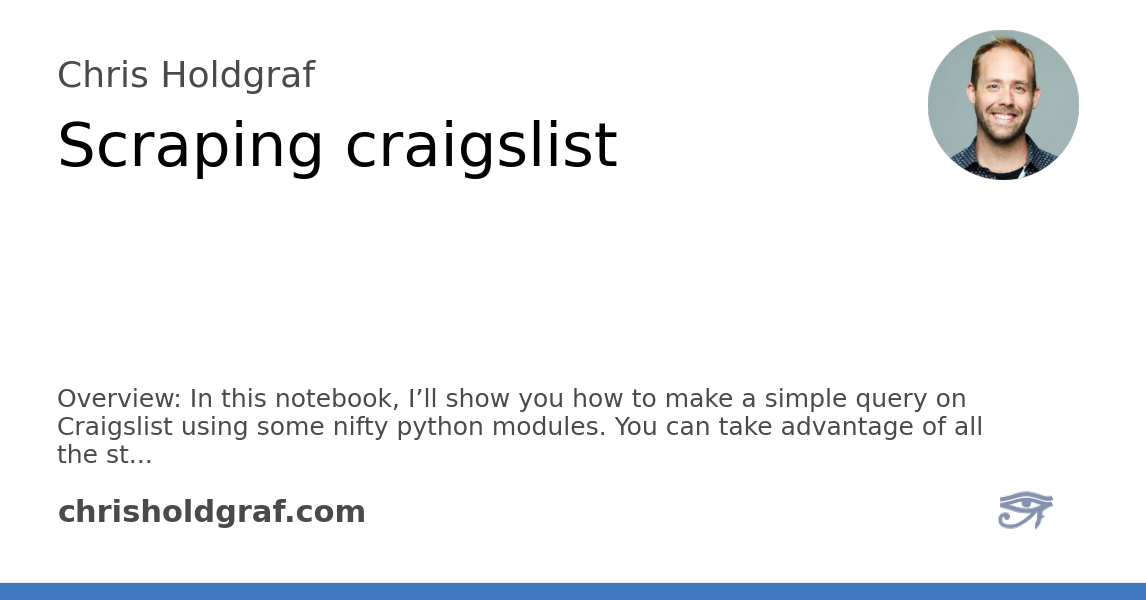 Chris Holdgraf
Scraping craigslist
Overview: In this notebook, I’ll show you how to make a simple query on
Craigslist using some nifty python modules. You can take advantage of all
the st...
chrisholdgraf.com